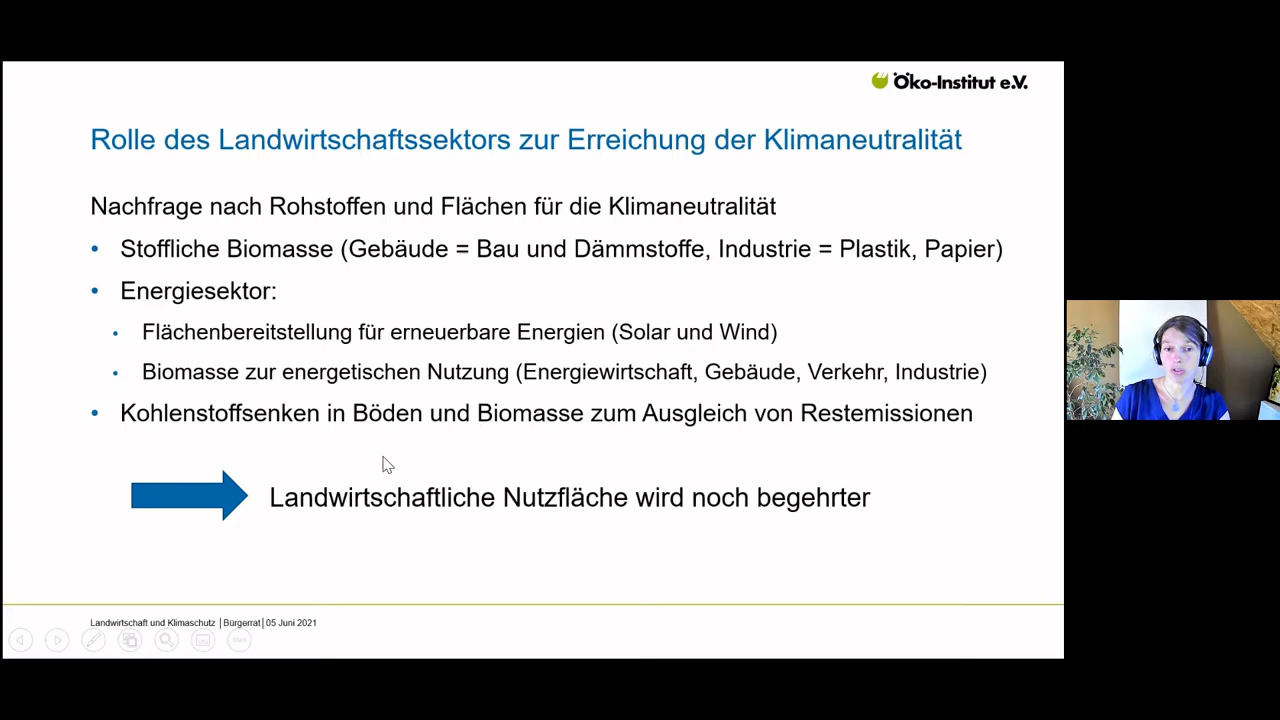 Öko-Institut e.V.
Rolle des Landwirtschaftssektors zur Erreichung der Klimaneutralität
Nachfrage nach Rohstoffen und Flächen für die Klimaneutralität
• Stoffliche Biomasse (Gebäude = Bau und Dämmstoffe, Industrie = Plastik, Papier)
• Energiesektor:
• Flächenbereitstellung für erneuerbare Energien (Solar und Wind)
• Biomasse zur energetischen Nutzung (Energiewirtschaft, Gebäude, Verkehr, Industrie)
• Kohlenstoffsenken in Böden und Biomasse zum Ausgleich von Restemissionen
Landwirtschaftliche Nutzfläche wird noch begehrter
Landwirtschaft und Klimaschutz | Bürgerrat | 05 Juni 2021